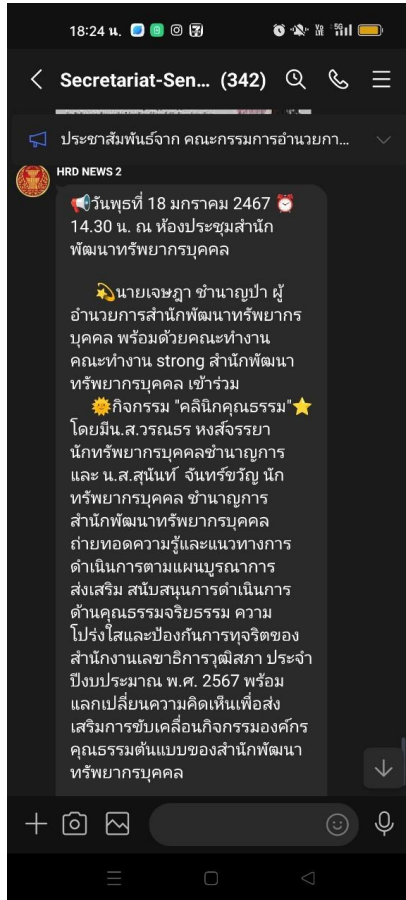 18:24 น.
Secretariat-Sen... (342)
ประชาสัมพันธ์จาก คณะกรรมการอำนวยกา...
HRD NEWS 2
📢วันพุธที่ 18 มกราคม 2467 ⏰
14.30 น. ณ ห้องประชุมสำนัก
พัฒนาทรัพยากรบุคคล
💫นายเจษฎา ชำนาญป่า ผู้
อำนวยการสำนักพัฒนาทรัพยากร
บุคคล พร้อมด้วยคณะทำงาน
คณะทำงาน strong สำนักพัฒนา
ทรัพยากรบุคคล เข้าร่วม
🌞กิจกรรม "คลินิกคุณธรรม"⭐
โดยมีน.ส.วรณธร หงส์จรรยา
นักทรัพยากรบุคคลชำนาญการ
และ น.ส.สุนันท์ จันทร์ขวัญ นัก
ทรัพยากรบุคคล ชำนาญการ
สำนักพัฒนาทรัพยากรบุคคล
ถ่ายทอดความรู้และแนวทางการ
ดำเนินการตามแผนบูรณาการ
ส่งเสริม สนับสนุนการดำเนินการ
ด้านคุณธรรมจริยธรรม ความ
โปร่งใสและป้องกันการทุจริตของ
สำนักงานเลขาธิการวุฒิสภา ประจำ
ปีงบประมาณ พ.ศ. 2567 พร้อม
แลกเปลี่ยนความคิดเห็นเพื่อส่ง
เสริมการขับเคลื่อนกิจกรรมองค์กร
คุณธรรมต้นแบบของสำนักพัฒนา
ทรัพยากรบุคคล